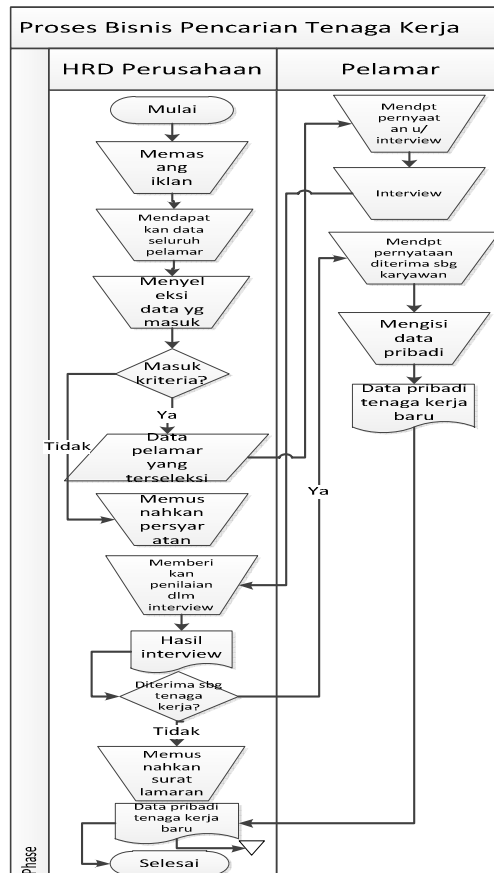 Proses Bisnis Pencarian Tenaga Kerja
HRD Perusahaan
Pelamar
Mulai
Memas
ang
iklan
Mendapat
kan data
seluruh
pelamar
Menyel
eksi
data yg
masuk
Masuk
kriteria?
Ya
Tidak
Data
pelamar
yang
terseleksi
Memus
nahkan
persyar
atan
Memberi
kan
penilaian
dlm
interview
Hasil
interview
Diterima sbg
tenaga
kerja?
Tidak
Memus
nahkan
surat
lamaran
Data pribadi
tenaga kerja
baru
Selesai
Mendpt
pernyaat
an u/
interview
Interview
Mendpt
pernyataan
diterima sbg
karyawan
Mengisi
data
pribadi
Data pribadi
tenaga kerja
baru
Ya
Phase